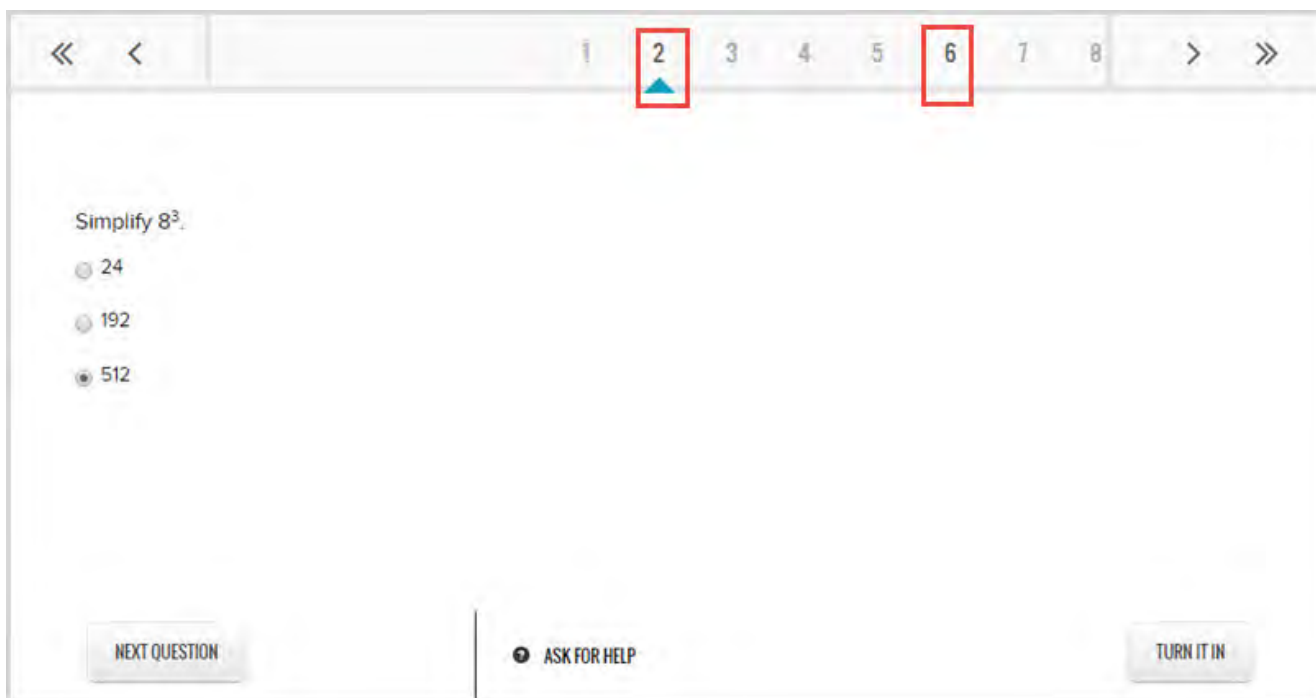 « < 1 2 3 4 5 6 7 8 > »
Simplify 8³.
24
192
512
NEXT QUESTION ? ASK FOR HELP TURN IT IN